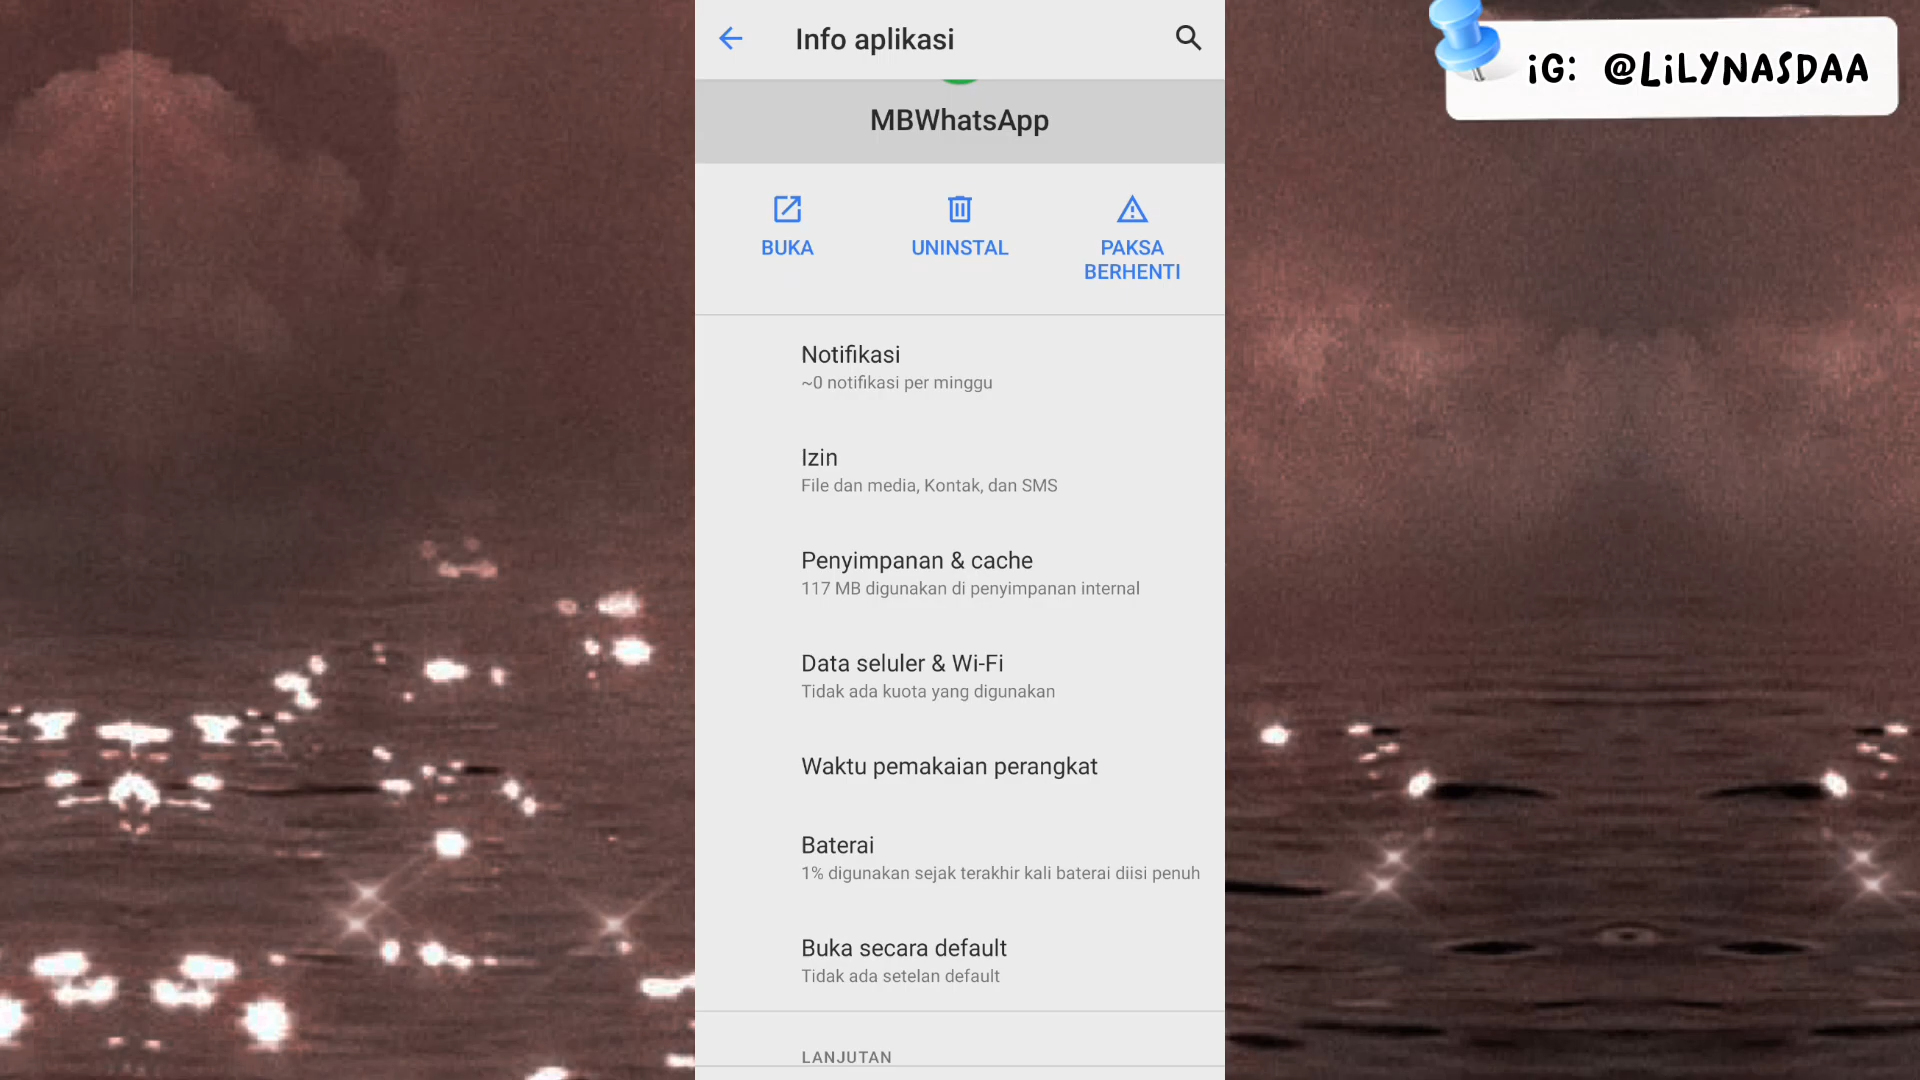 Info aplikasi
iG: @LiLYNASDAA
MBWhatsApp
BUKA
UNINSTAL
PAKSA
BERHENTI
Notifikasi
~0 notifikasi per minggu
Izin
File dan media, Kontak, dan SMS
Penyimpanan & cache
117 MB digunakan di penyimpanan internal
Data seluler & Wi-Fi
Tidak ada kuota yang digunakan
Waktu pemakaian perangkat
Baterai
1% digunakan sejak terakhir kali baterai diisi penuh
Buka secara default
Tidak ada setelan default
LANJUTAN